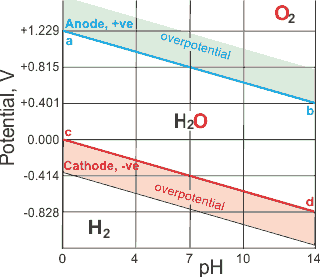 O₂
Anode, +ve
+1.229
a
overpotential
+0.815
+0.401
b
H₂O
0.000
c
Cathode, -ve
-0.414
overpotential
d
-0.828
H₂
0 4 7 10 14
pH
Potential, V